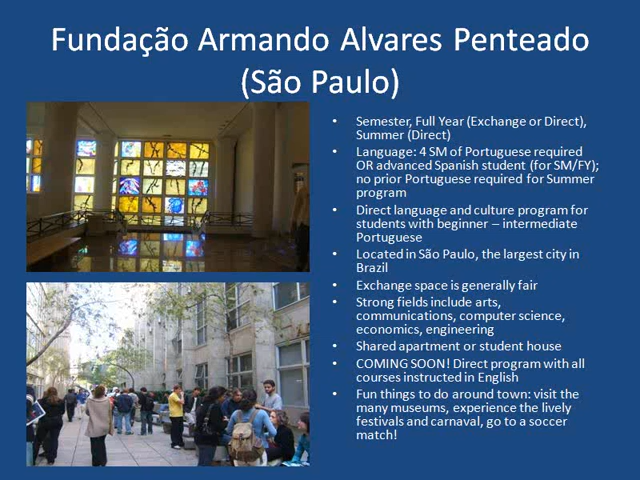 Fundação Armando Alvares Penteado
(São Paulo)
• Semester, Full Year (Exchange or Direct),
Summer (Direct)
• Language: 4 SM of Portuguese required
OR advanced Spanish student (for SM/FY);
no prior Portuguese required for Summer
program
• Direct language and culture program for
students with beginner – intermediate
Portuguese
• Located in São Paulo, the largest city in
Brazil
• Exchange space is generally fair
• Strong fields include arts,
communications, computer science,
economics, engineering
• Shared apartment or student house
• COMING SOON! Direct program with all
courses instructed in English
• Fun things to do around town: visit the
many museums, experience the lively
festivals and carnaval, go to a soccer
match!